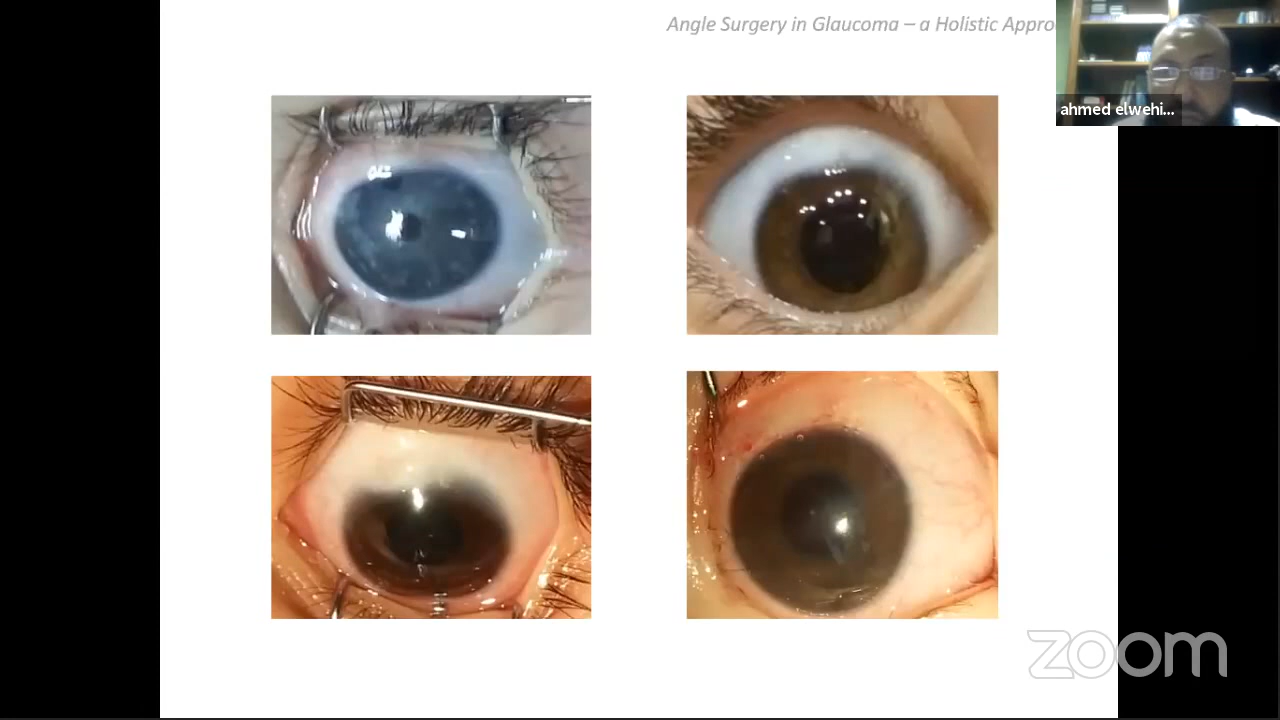 Angle Surgery in Glaucoma – a Holistic Appro
ahmed elwehi...
zoom